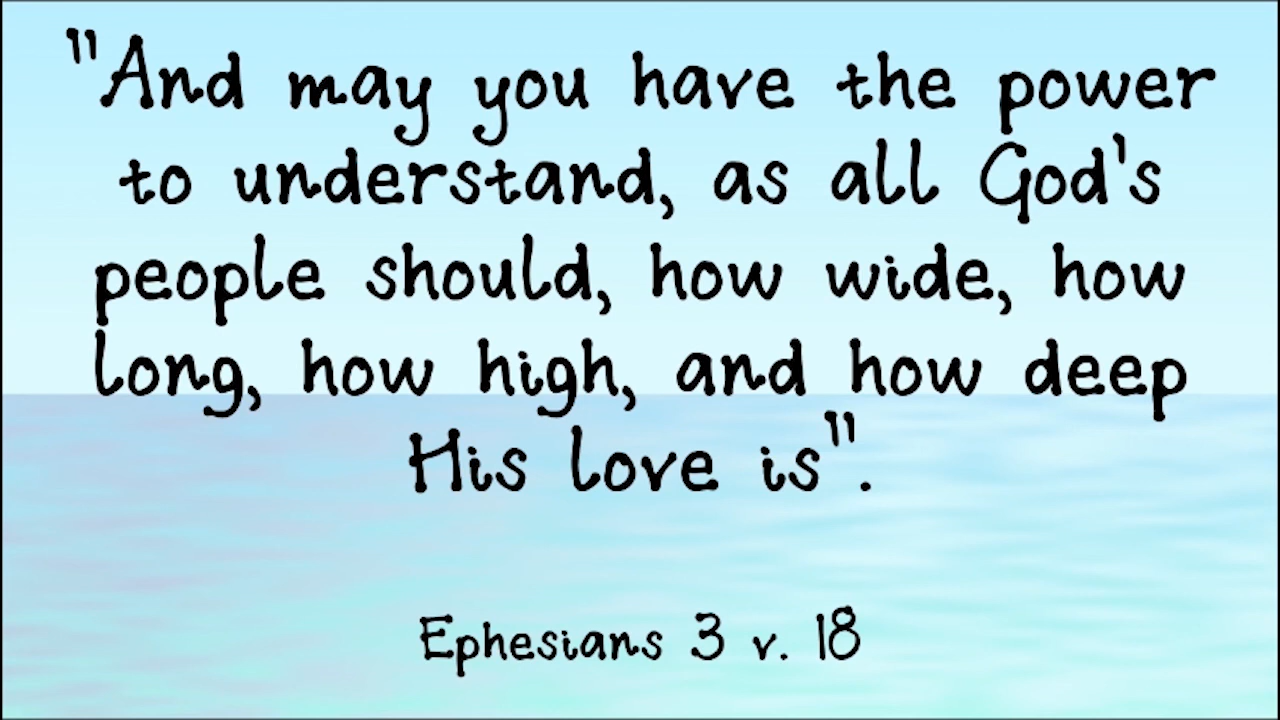 "And may you have the power
to understand, as all God's
people should, how wide, how
long, how high, and how deep
His love is".
Ephesians 3 v. 18